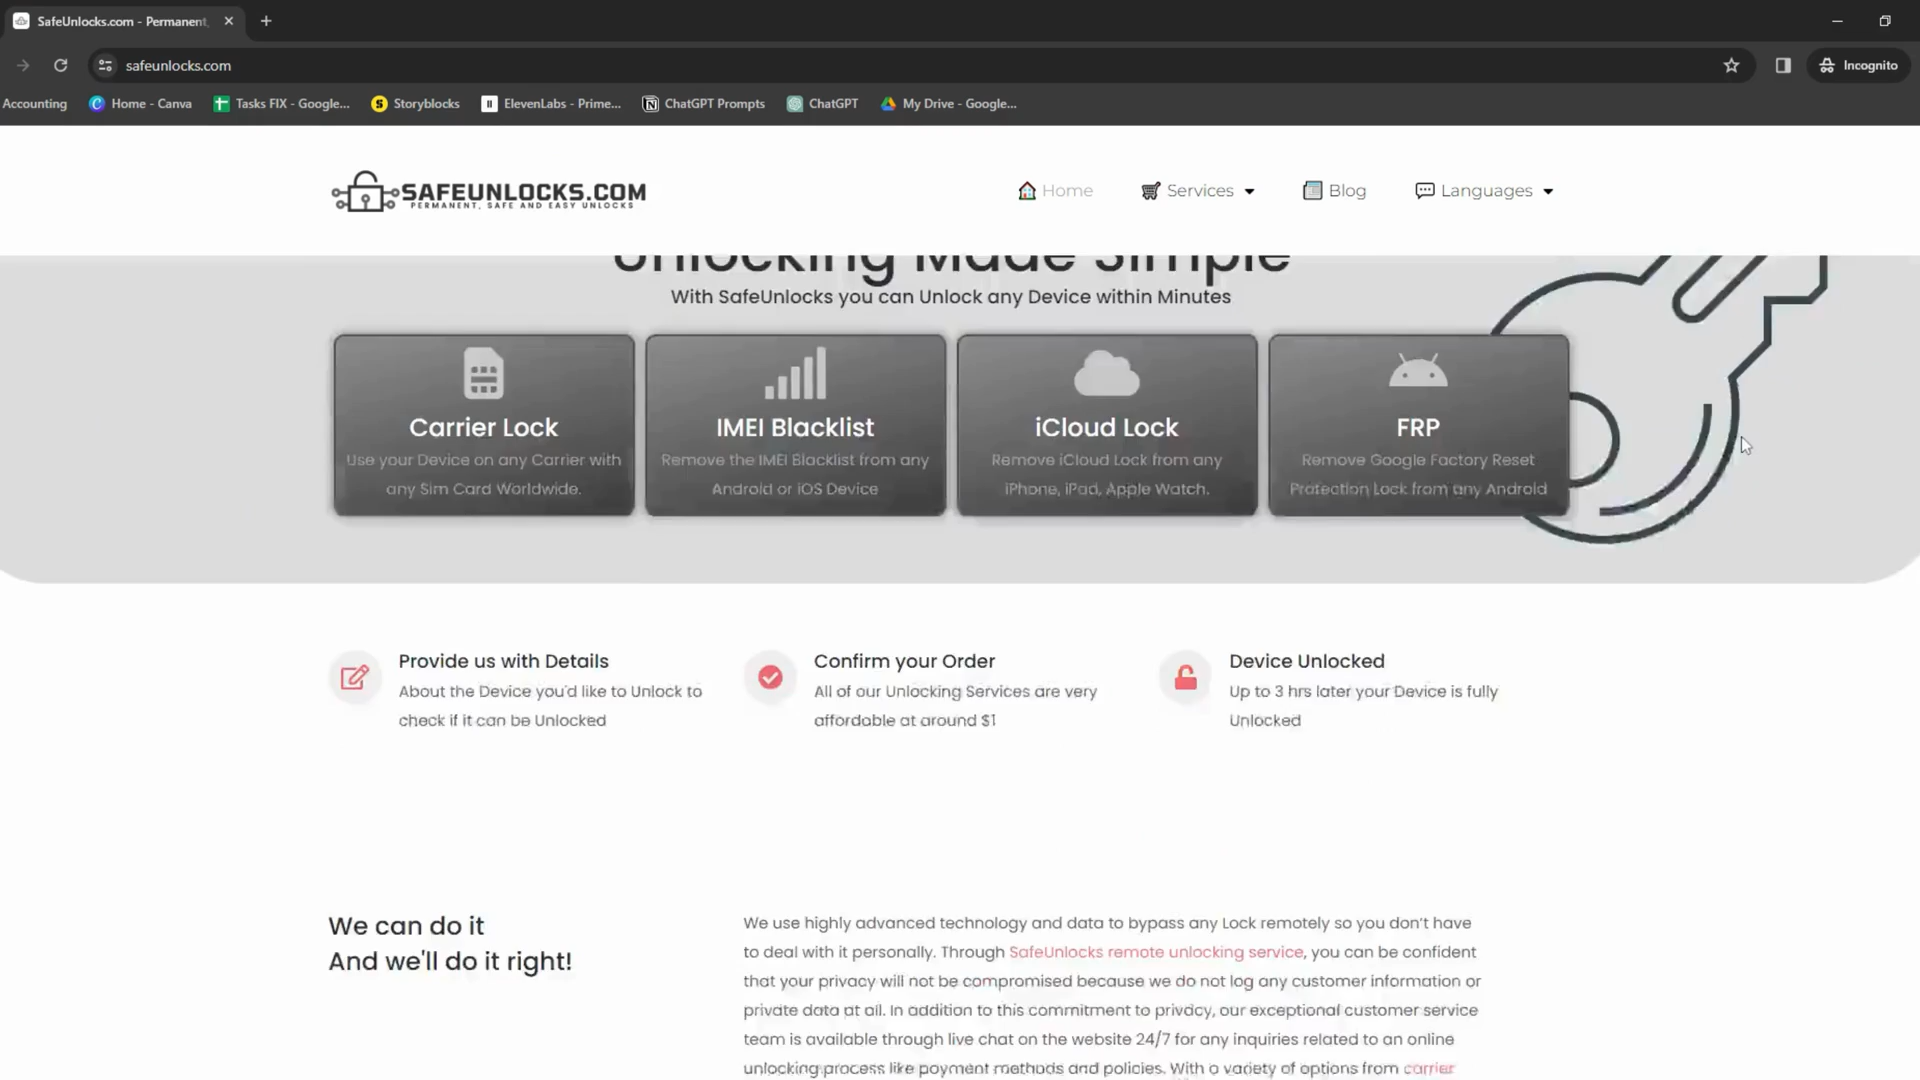 SafeUnlocks.com - Permanent,
safeunlocks.com
Incognito
Accounting
Home - Canva
Tasks FIX - Google...
Storyblocks
ElevenLabs - Prime...
ChatGPT Prompts
ChatGPT
My Drive - Google...
SAFEUNLOCKS.COM
PERMANENT, SAFE AND EASY UNLOCKS
Home
Services
Blog
Languages
Unlocking Made Simple
With SafeUnlocks you can Unlock any Device within Minutes
Carrier Lock
Use your Device on any Carrier with
any Sim Card Worldwide.
IMEI Blacklist
Remove the IMEI Blacklist from any
Android or iOS Device
iCloud Lock
Remove iCloud Lock from any
iPhone, iPad, Apple Watch.
FRP
Remove Google Factory Reset
Protection Lock from any Android
Provide us with Details
About the Device you'd like to Unlock to
check if it can be Unlocked
Confirm your Order
All of our Unlocking Services are very
affordable at around $1
Device Unlocked
Up to 3 hrs later your Device is fully
Unlocked
We can do it
And we'll do it right!
We use highly advanced technology and data to bypass any Lock remotely so you don't have
to deal with it personally. Through SafeUnlocks remote unlocking service, you can be confident
that your privacy will not be compromised because we do not log any customer information or
private data at all. In addition to this commitment to privacy, our exceptional customer service
team is available through live chat on the website 24/7 for any inquiries related to an online
unlocking process like payment methods and policies. With a variety of options from carrier